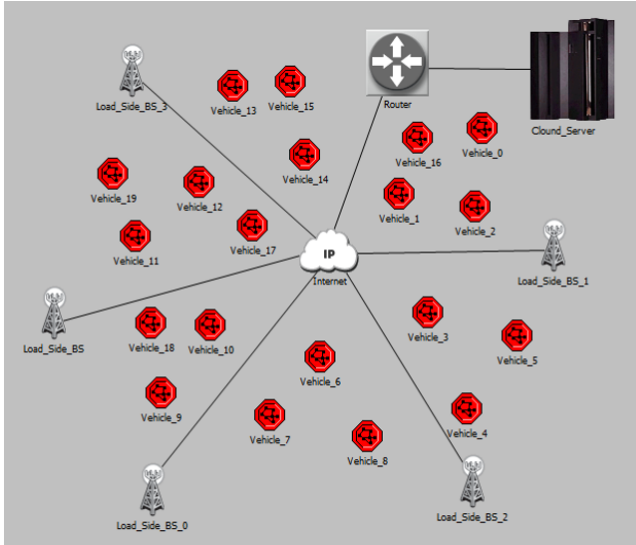 Load_Side_BS_3
Vehicle_13
Vehicle_15
Router
Clound_Server
Vehicle_16
Vehicle_0
Vehicle_14
Vehicle_19
Vehicle_12
Vehicle_1
Vehicle_2
Vehicle_11
Vehicle_17
IP
Internet
Load_Side_BS_1
Load_Side_BS
Vehicle_18
Vehicle_10
Vehicle_3
Vehicle_5
Vehicle_6
Vehicle_9
Vehicle_7
Vehicle_4
Vehicle_8
Load_Side_BS_0
Load_Side_BS_2